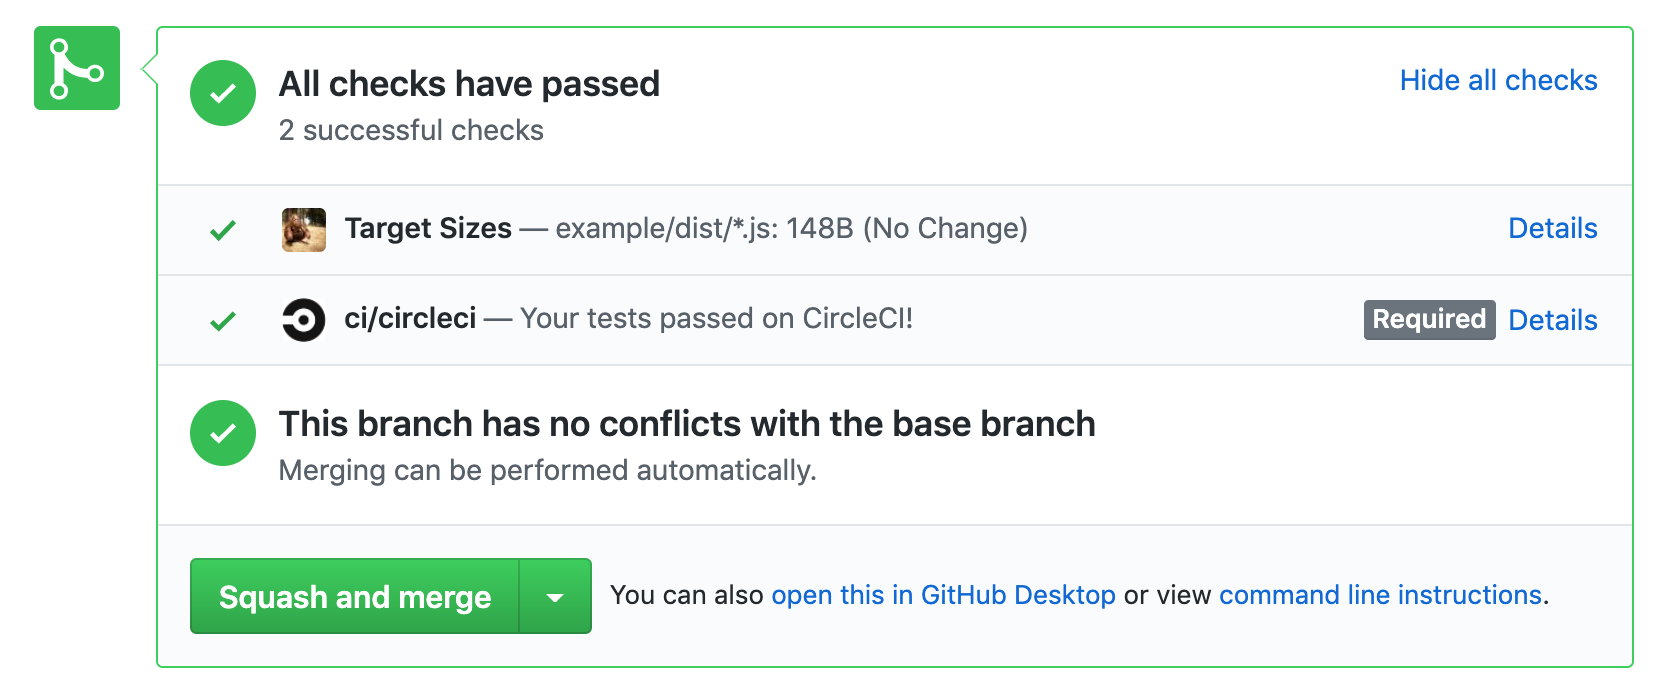 All checks have passed
Hide all checks
2 successful checks
Target Sizes — example/dist/*.js: 148B (No Change)
Details
ci/circleci — Your tests passed on CircleCI!
Required
Details
This branch has no conflicts with the base branch
Merging can be performed automatically.
Squash and merge
You can also open this in GitHub Desktop or view command line instructions.